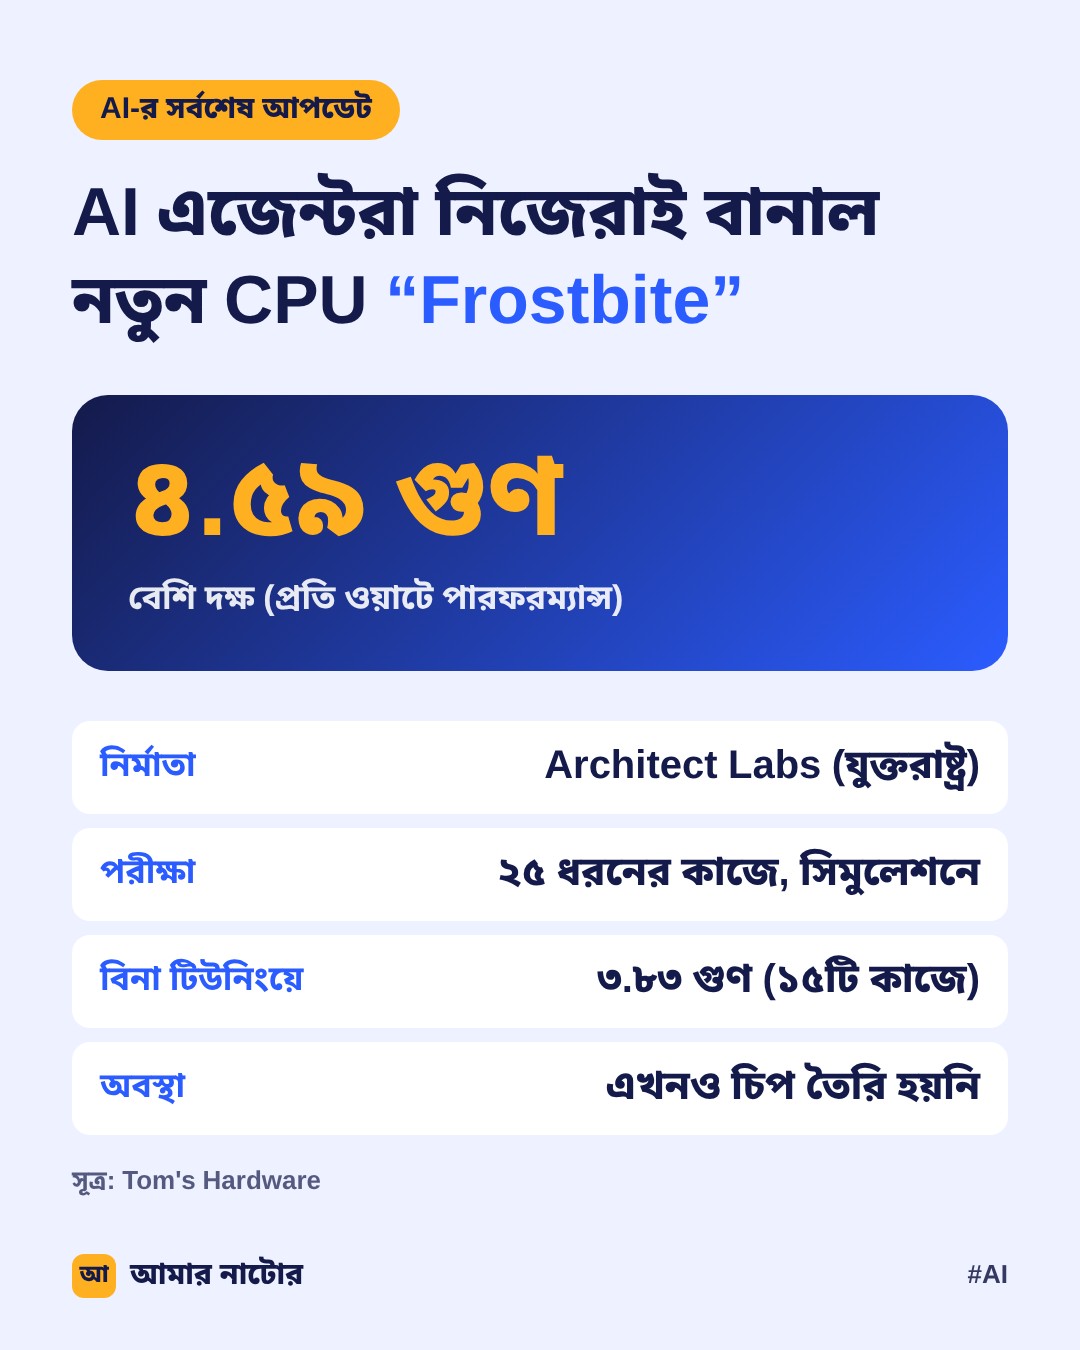 AI-র সর্বশেষ আপডেট
AI এজেন্টরা নিজেরাই বানাল
নতুন CPU “Frostbite”
৪.৫৯ গুণ
বেশি দক্ষ (প্রতি ওয়াটে পারফরম্যান্স)
নির্মাতা Architect Labs (যুক্তরাষ্ট্র)
পরীক্ষা ২৫ ধরনের কাজে, সিমুলেশনে
বিনা টিউনিংয়ে ৩.৮৩ গুণ (১৫টি কাজে)
অবস্থা এখনও চিপ তৈরি হয়নি
সূত্র: Tom's Hardware
আ আমার নাটোর #AI